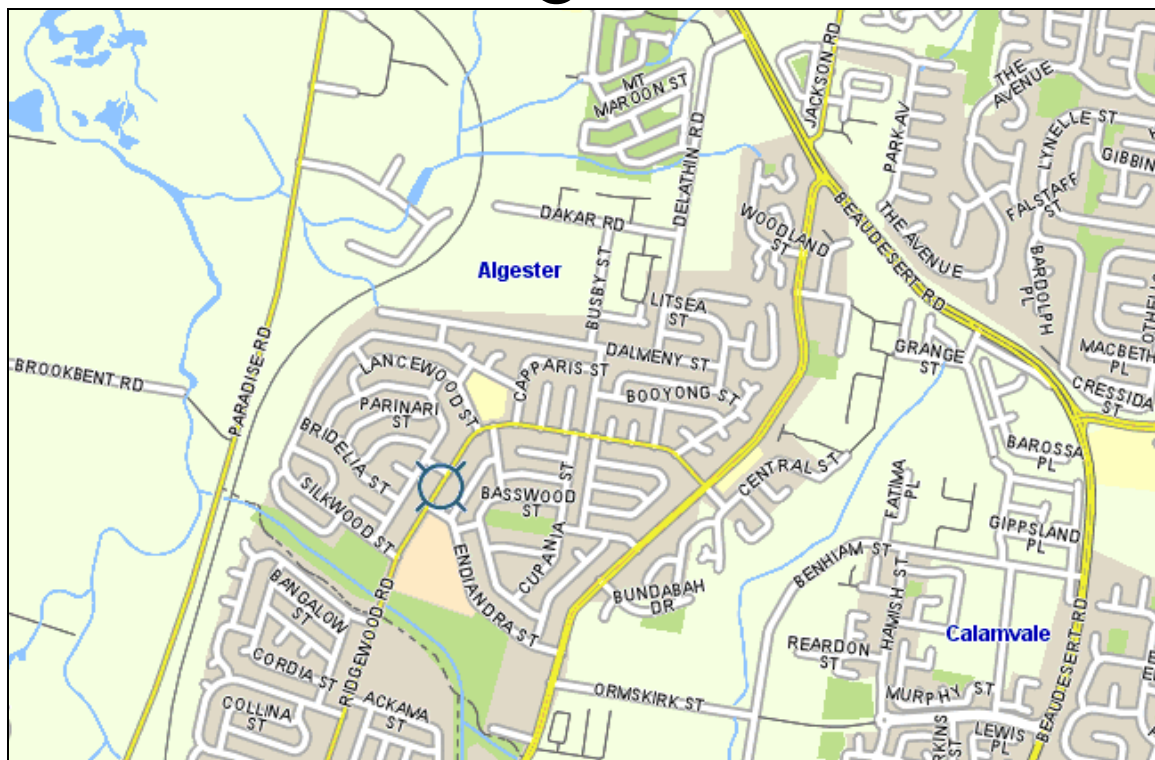 THE
AVENUE
JACKSON RD
MT
MAROON ST
LYNELLE ST
PARK AV
GIBBIN
DELATHIN RD
FALSTAFF
ST
DAKAR RD
WOODLAND
ST
BEAUDESERT RD
THE AVENUE
Algester
BUSBY ST
BARDOLPH
PL
OTHELL
LITSEA
ST
PARADISE RD
BROOKBENT RD
LANCEWOOD ST
CAPPARIS ST
DALMENY ST
GRANGE
ST
MACBETH
PL
CRESSIDA
ST
PARINARI
ST
BOOYONG ST
BRIDELIA ST
BAROSSA
PL
CENTRAL ST
SILKWOOD ST
BASSWOOD
ST
FATIMA
PL
GIPPSLAND
PL
CUPANIA ST
ENDIANDRA ST
BENHIAM ST
BANGALOW
ST
BUNDABAH
DR
HAMISH ST
Calamvale
REARDON
ST
RIDGEWOOD RD
BEAUDESERT RD
CORDIA ST
ORMSKIRK ST
MURPHY ST
COLLINA
ST
ACKAMA
ST
LEWIS
PL
RKINS
ST